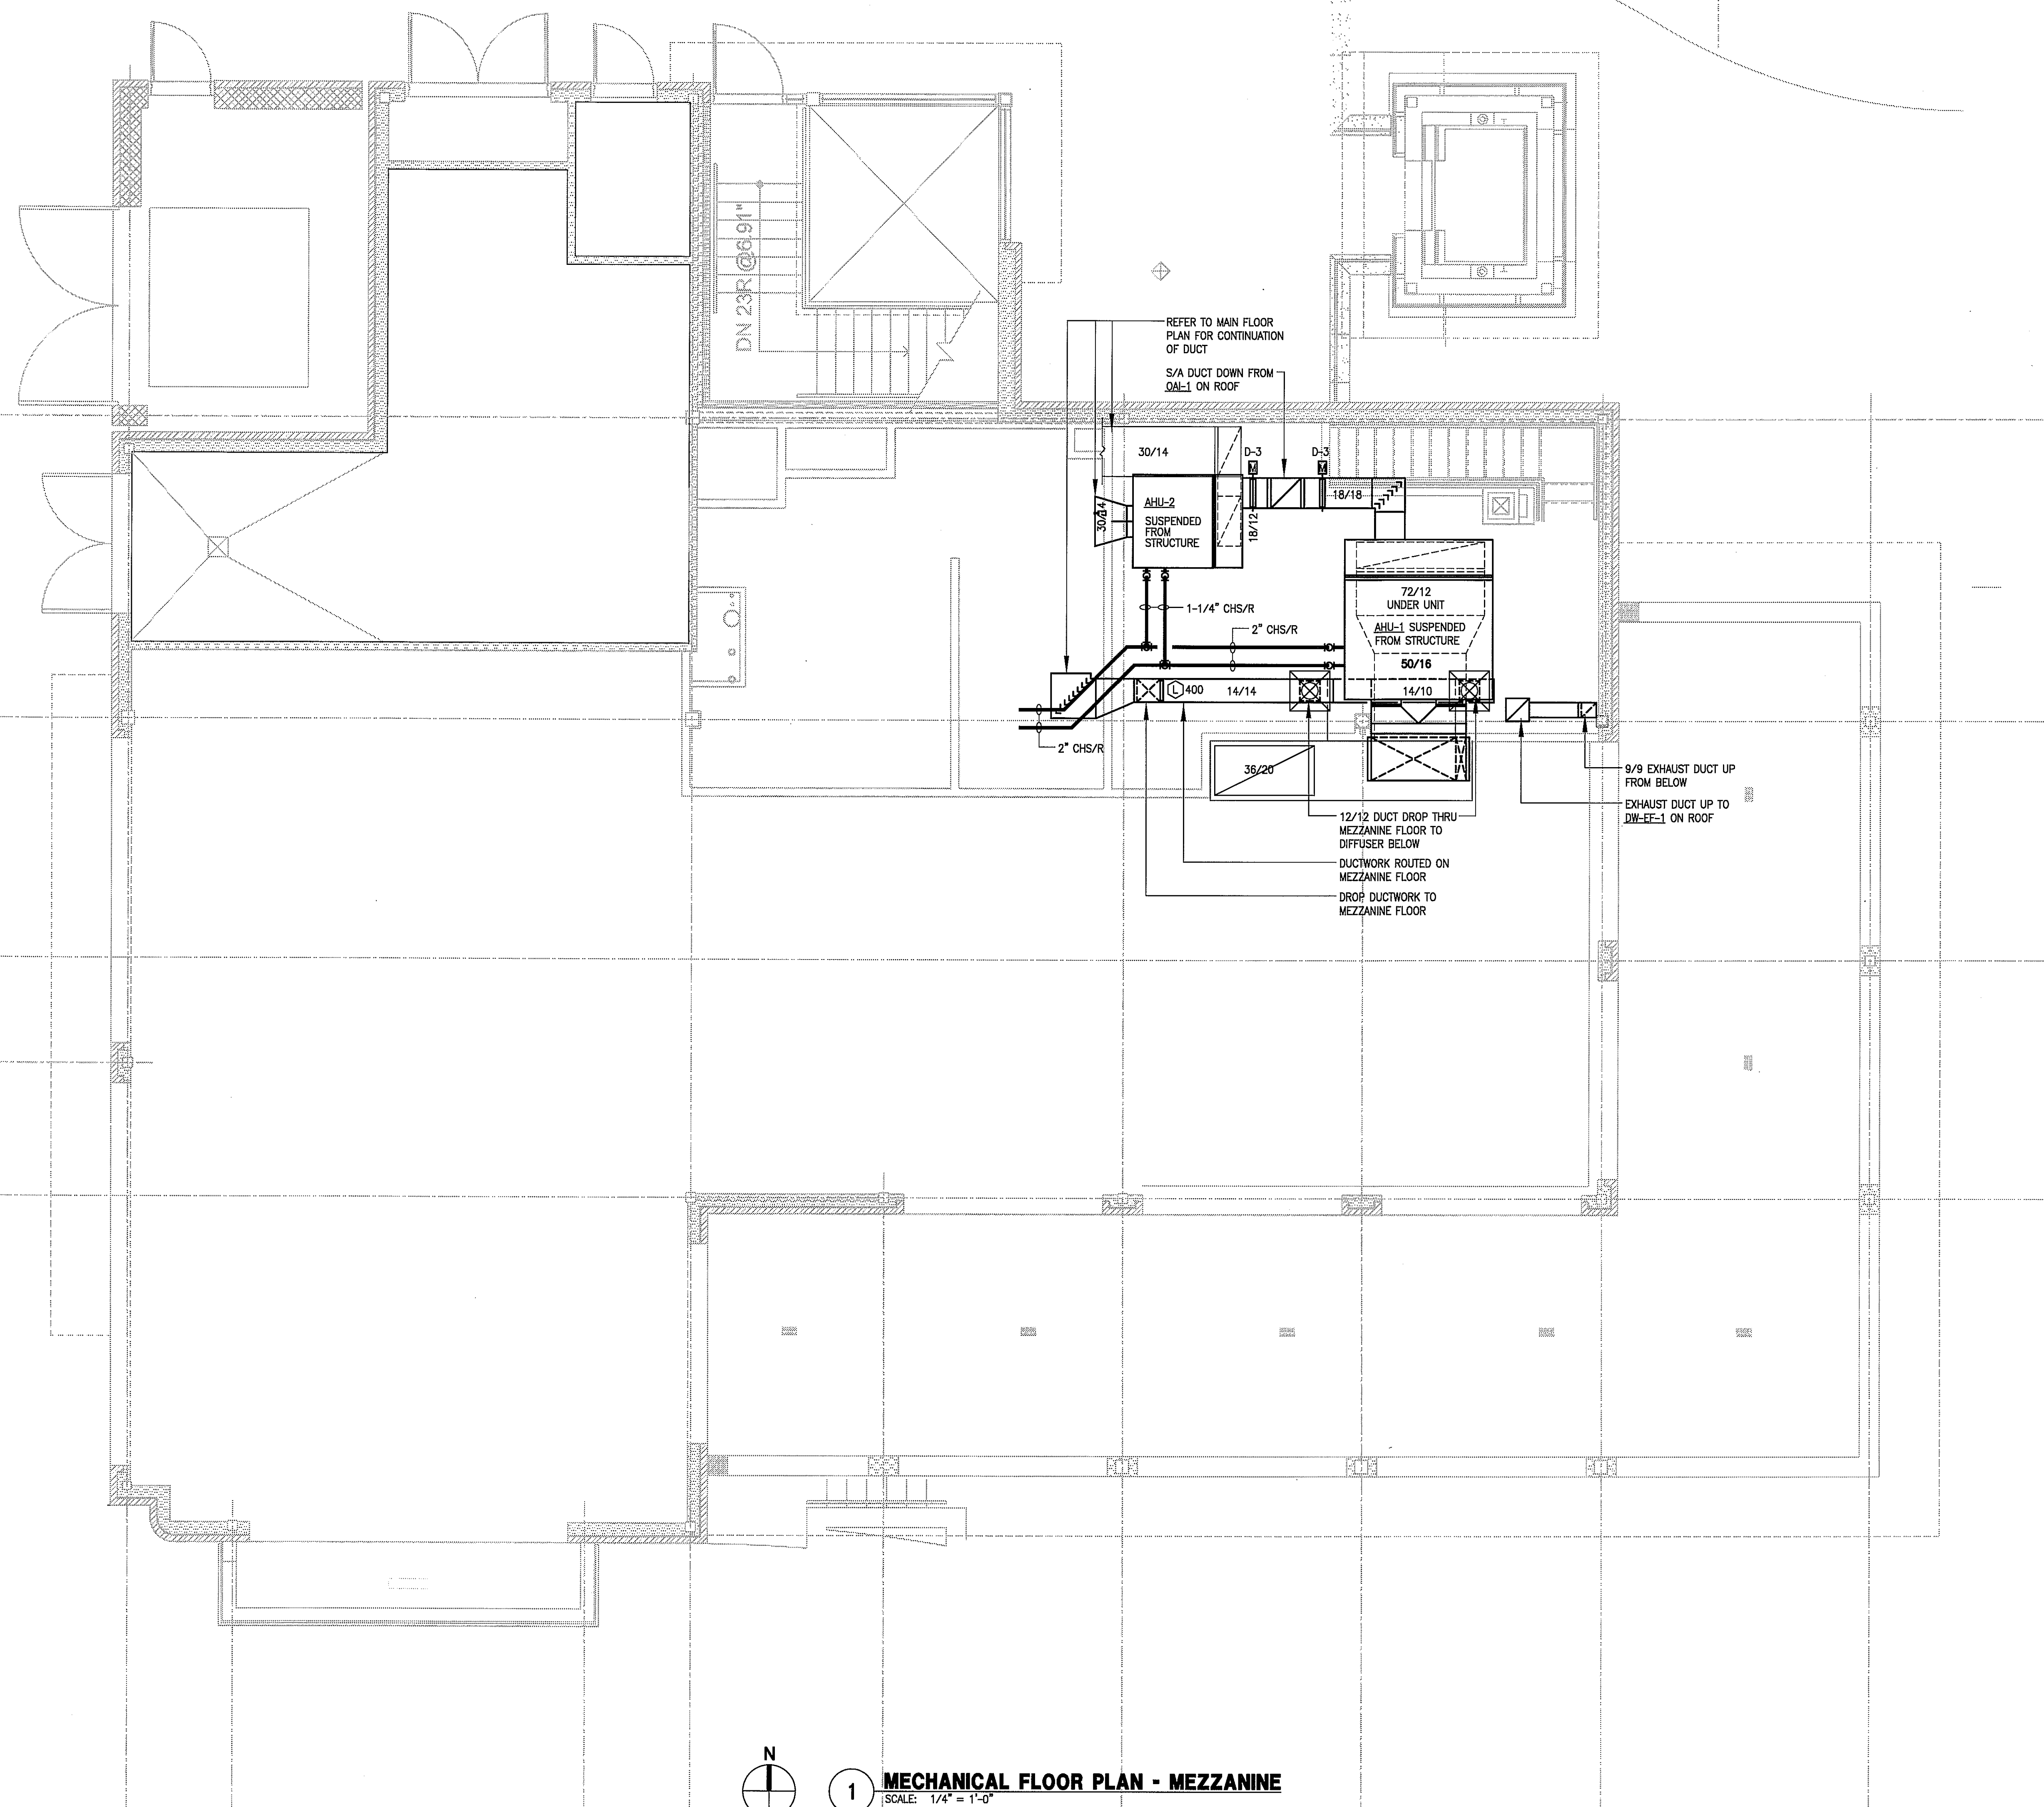 DN 23R @6.91"
REFER TO MAIN FLOOR
PLAN FOR CONTINUATION
OF DUCT
S/A DUCT DOWN FROM
OAI-1 ON ROOF
30/14
D-3
D-3
M
M
18/18
AHU-2
SUSPENDED
FROM
STRUCTURE
30/14
18/12
72/12
UNDER UNIT
AHU-1 SUSPENDED
FROM STRUCTURE
50/16
1-1/4" CHS/R
2" CHS/R
L 400
14/14
14/10
2" CHS/R
36/20
9/9 EXHAUST DUCT UP
FROM BELOW
EXHAUST DUCT UP TO
DW-EF-1 ON ROOF
12/12 DUCT DROP THRU
MEZZANINE FLOOR TO
DIFFUSER BELOW
DUCTWORK ROUTED ON
MEZZANINE FLOOR
DROP DUCTWORK TO
MEZZANINE FLOOR
N
1
MECHANICAL FLOOR PLAN - MEZZANINE
SCALE: 1/4" = 1'-0"